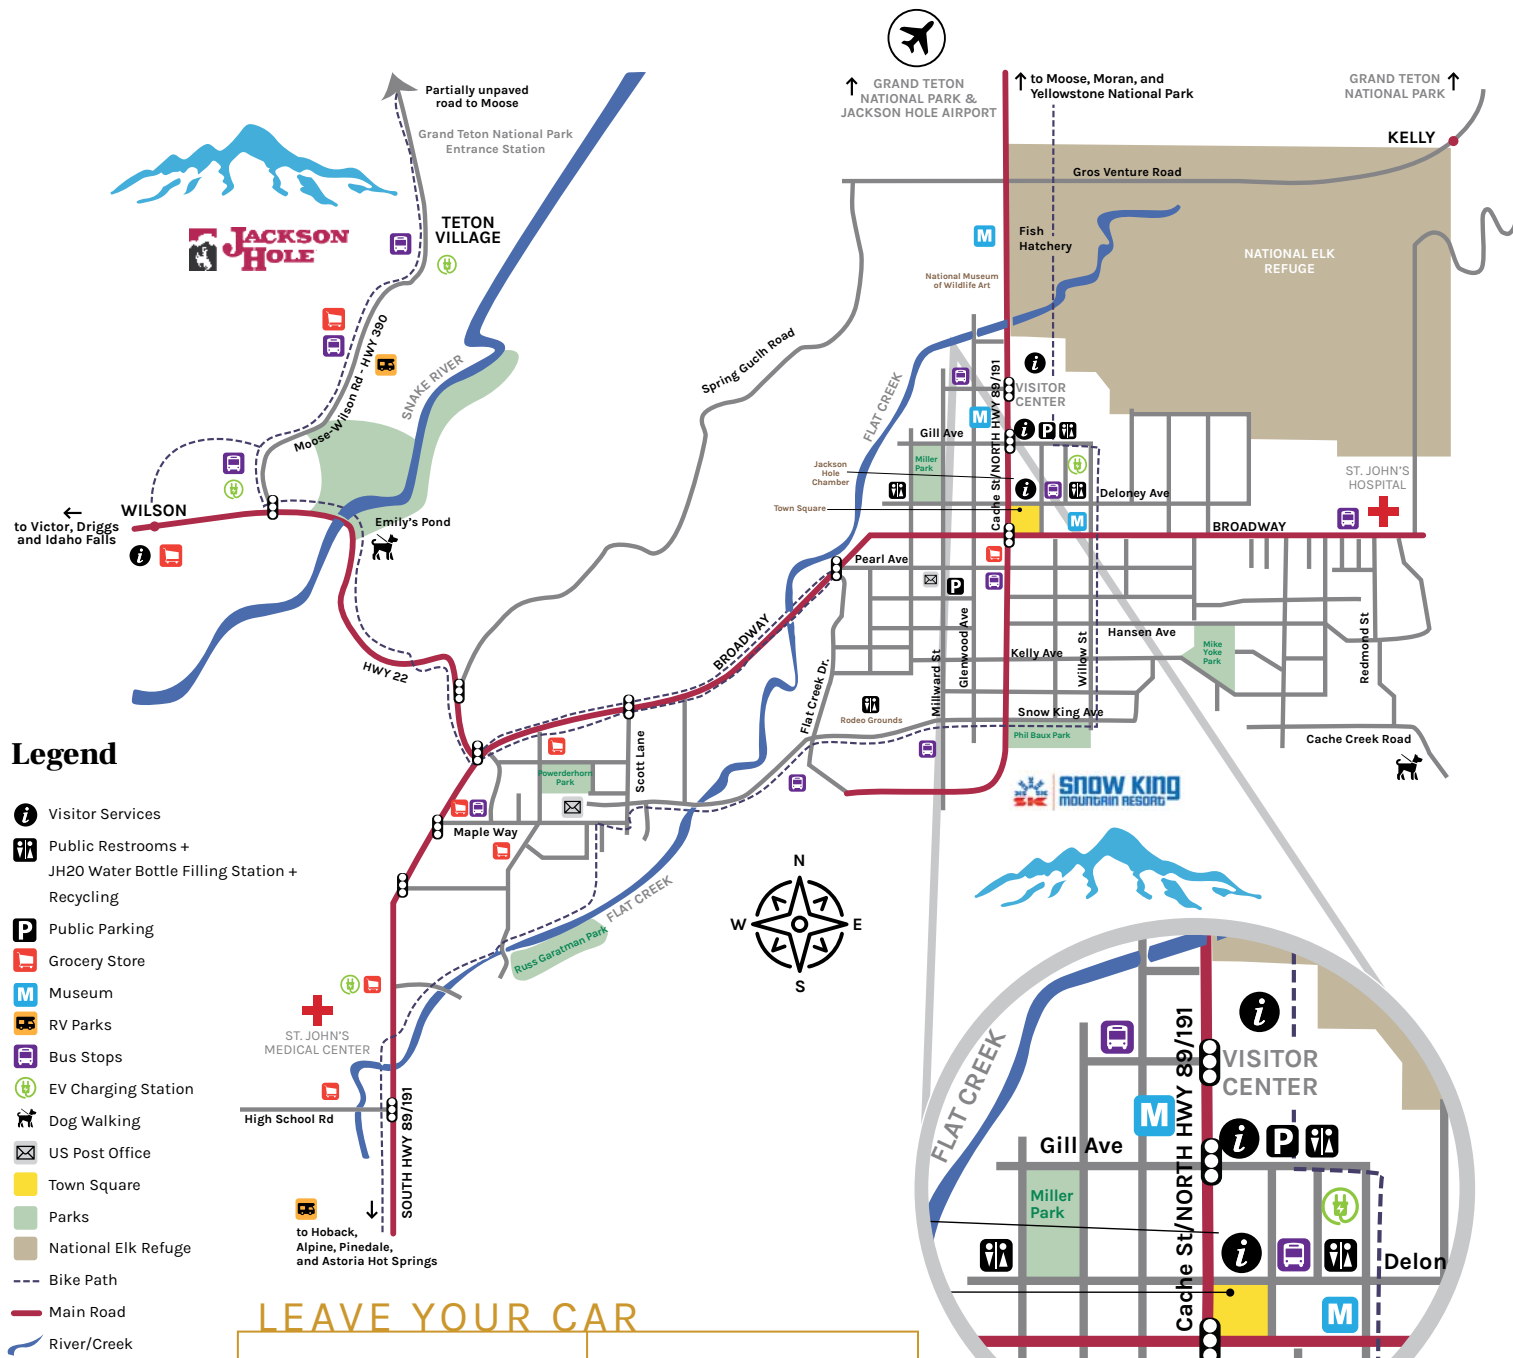 GRAND TETON
NATIONAL PARK &
JACKSON HOLE AIRPORT
to Moose, Moran, and
Yellowstone National Park
GRAND TETON
NATIONAL PARK
KELLY
Partially unpaved
road to Moose
Grand Teton National Park
Entrance Station
JACKSON
HOLE
TETON
VILLAGE
Gros Venture Road
Fish
Hatchery
M
NATIONAL ELK
REFUGE
National Museum
of Wildlife Art
Moose-Wilson Rd - HWY 390
SNAKE RIVER
Spring Guclh Road
FLAT CREEK
Cache St/NORTH HWY 89/191
i
VISITOR
CENTER
M
Gill Ave
i
P
Miller
Park
Jackson
Hole
Chamber
i
Deloney Ave
Town Square
M
ST. JOHN'S
HOSPITAL
BROADWAY
WILSON
to Victor, Driggs
and Idaho Falls
i
Emily's Pond
Pearl Ave
P
HWY 22
BROADWAY
Flat Creek Dr.
Millward St
Glenwood Ave
Willow St
Redmond St
Hansen Ave
Kelly Ave
Mike
Yoke
Park
Rodeo Grounds
Snow King Ave
Phil Baux Park
Cache Creek Road
SK
SNOW KING
MOUNTAIN RESORT
Scott Lane
Powderhorn
Park
Maple Way
FLAT CREEK
Russ Garatman Park
N
W
E
S
ST. JOHN'S
MEDICAL CENTER
High School Rd
SOUTH HWY 89/191
to Hoback,
Alpine, Pinedale,
and Astoria Hot Springs
Legend
i Visitor Services
Public Restrooms +
JH20 Water Bottle Filling Station +
Recycling
P Public Parking
Grocery Store
M Museum
RV Parks
Bus Stops
EV Charging Station
Dog Walking
US Post Office
Town Square
Parks
National Elk Refuge
Bike Path
Main Road
River/Creek
FLAT CREEK
Cache St/NORTH HWY 89/191
i
VISITOR
CENTER
M
Gill Ave
i
P
Miller
Park
i
Delon
M
LEAVE YOUR CAR